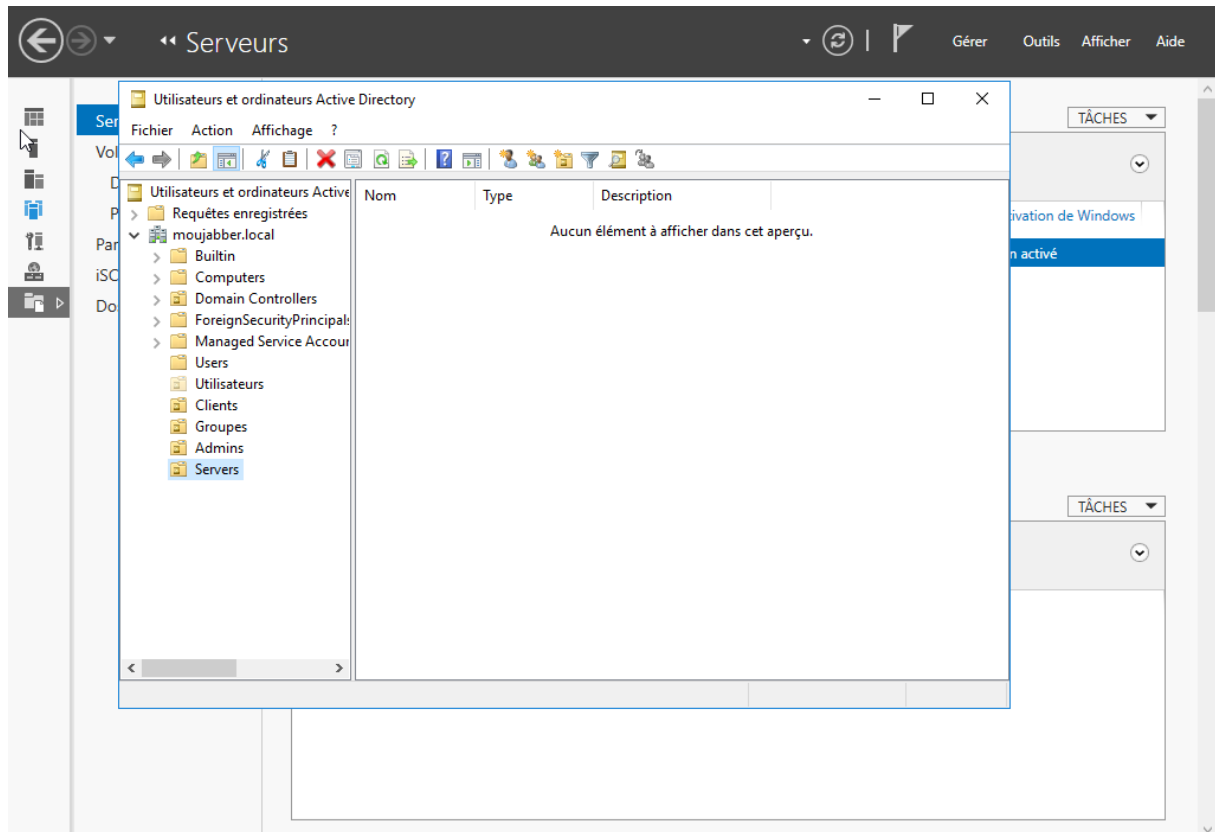 Serveurs
Gérer Outils Afficher Aide
Utilisateurs et ordinateurs Active Directory
Fichier Action Affichage ?
TÂCHES
Utilisateurs et ordinateurs Active
Requêtes enregistrées
moujabber.local
Builtin
Computers
Domain Controllers
ForeignSecurityPrincipal
Managed Service Accou
Users
Utilisateurs
Clients
Groupes
Admins
Servers
Nom Type Description
Aucun élément à afficher dans cet aperçu.
Ser
Vol
D
P
Par
iSC
Do
ivation de Windows
n activé
TÂCHES